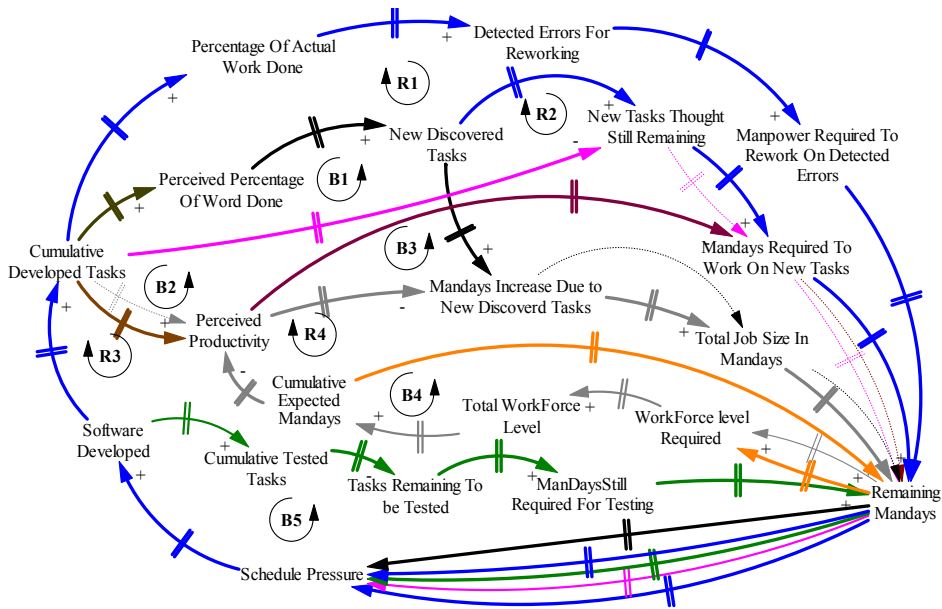 Percentage Of Actual
Work Done
+
Detected Errors For
Reworking
+
R1
R2
+
New Discovered
Tasks
+
New Tasks Thought
Still Remaining
-
+
Manpower Required To
Rework On Detected
Errors
+
Perceived Percentage
Of Word Done
+
B1
B3
+
Mandays Required To
Work On New Tasks
+
Cumulative
Developed Tasks
+
B2
+
+
Mandays Increase Due to
New Discoverd Tasks
-
Perceived
Productivity
-
R4
R3
+
Total Job Size In
Mandays
Cumulative
Expected
Mandays
+
B4
Total WorkForce
Level
+
WorkForce level
Required
+
+
+
Software
Developed
+
+
Cumulative Tested
Tasks
-
Tasks Remaining To
be Tested
+
ManDaysStill
Required For Testing
+
Remaining
Mandays
B5
Schedule Pressure